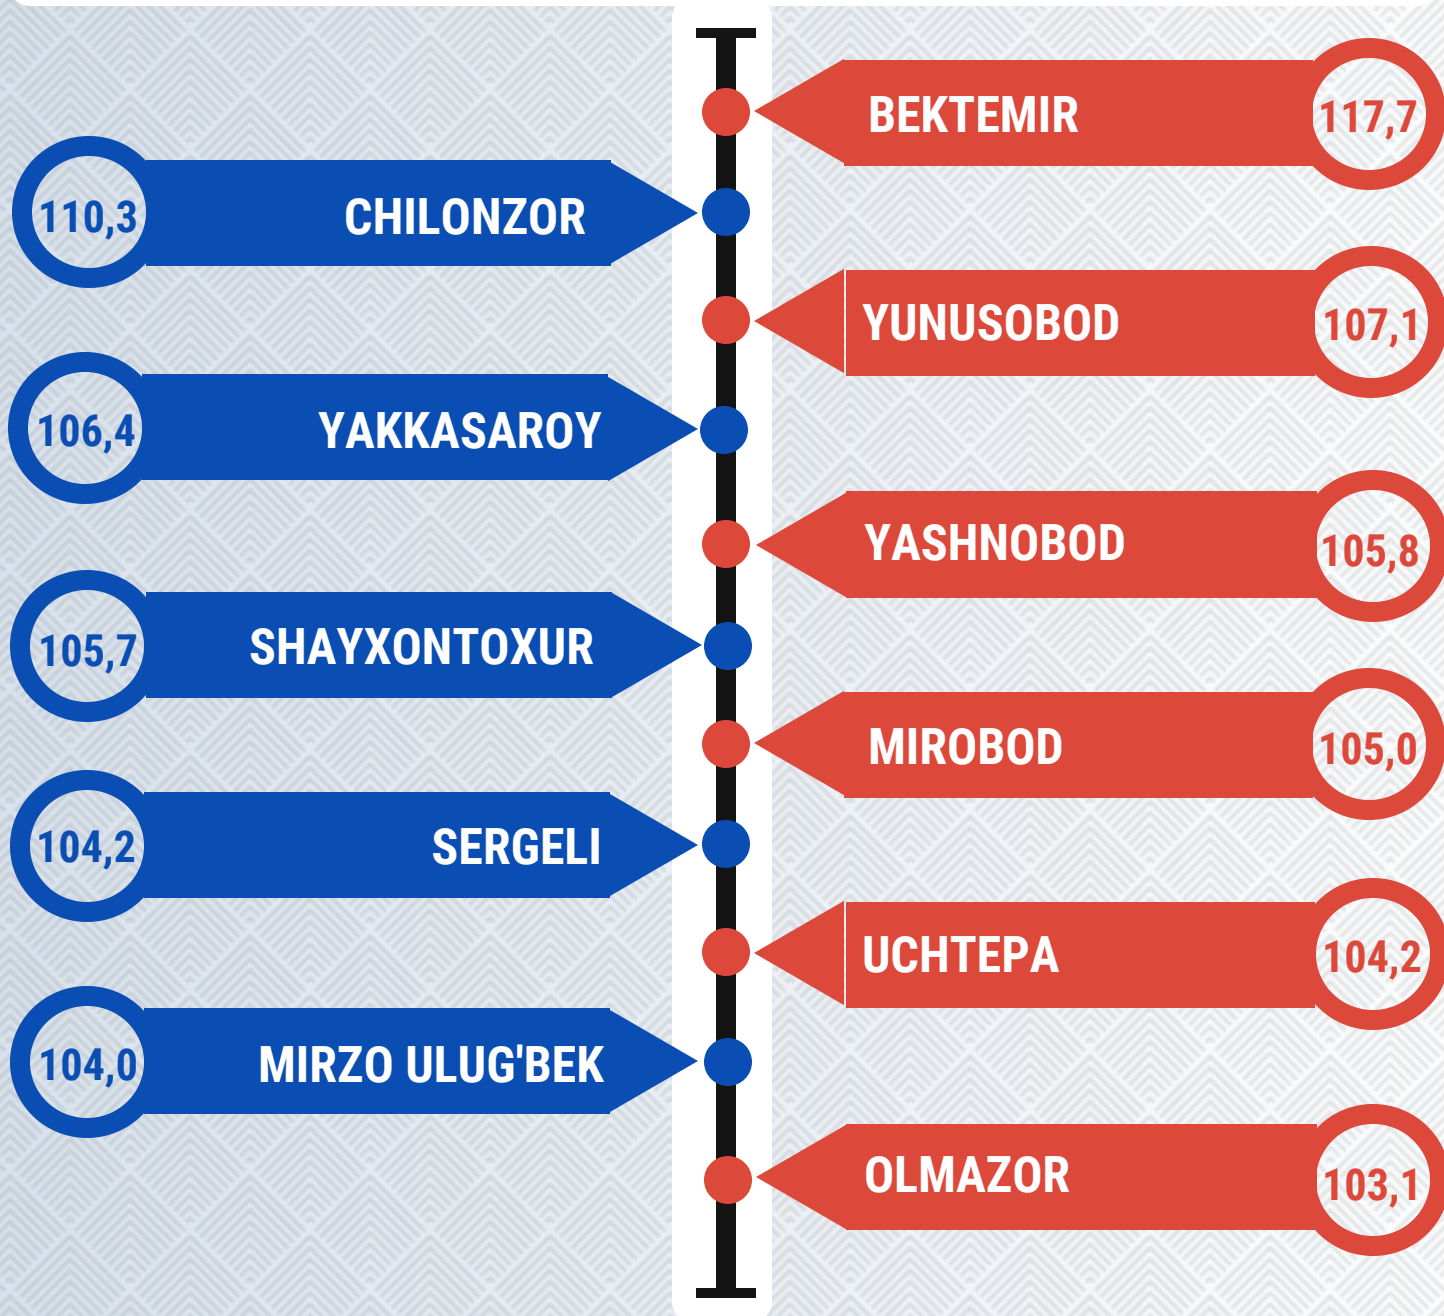 BEKTEMIR 117,7
110,3 CHILONZOR
YUNUSOBOD 107,1
106,4 YAKKASAROY
YASHNOBOD 105,8
105,7 SHAYXONTOXUR
MIROBOD 105,0
104,2 SERGELI
UCHTEPA 104,2
104,0 MIRZO ULUG'BEK
OLMAZOR 103,1